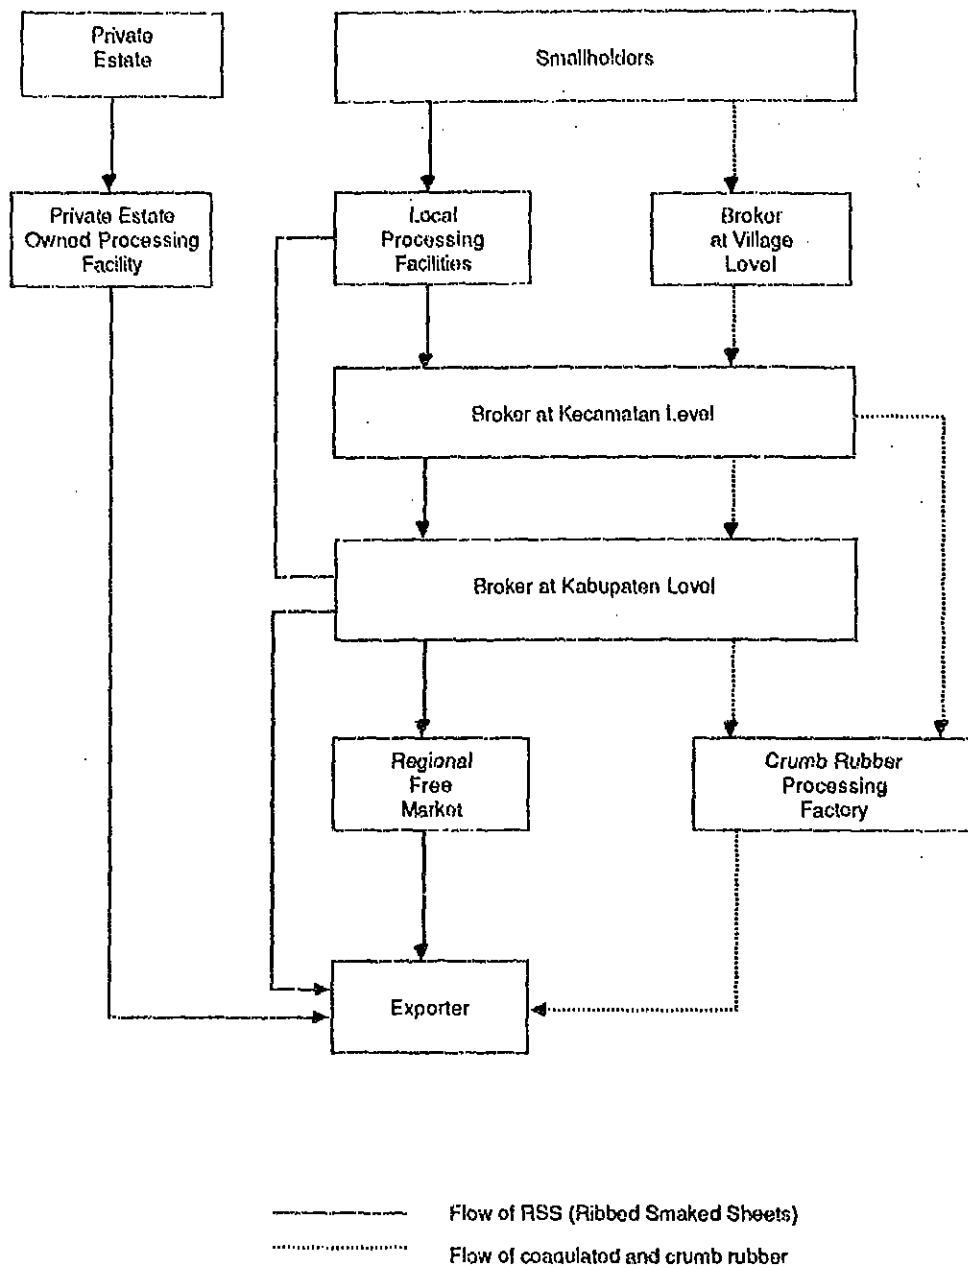 Private
Estate
Smallholders
Private Estate
Owned Processing
Facility
Local
Processing
Facilities
Broker
at Village
Level
Broker at Kecamatan Level
Broker at Kabupaten Level
Regional
Free
Market
Crumb Rubber
Processing
Factory
Exporter
Flow of RSS (Ribbed Smaked Sheets)
Flow of coagulated and crumb rubber